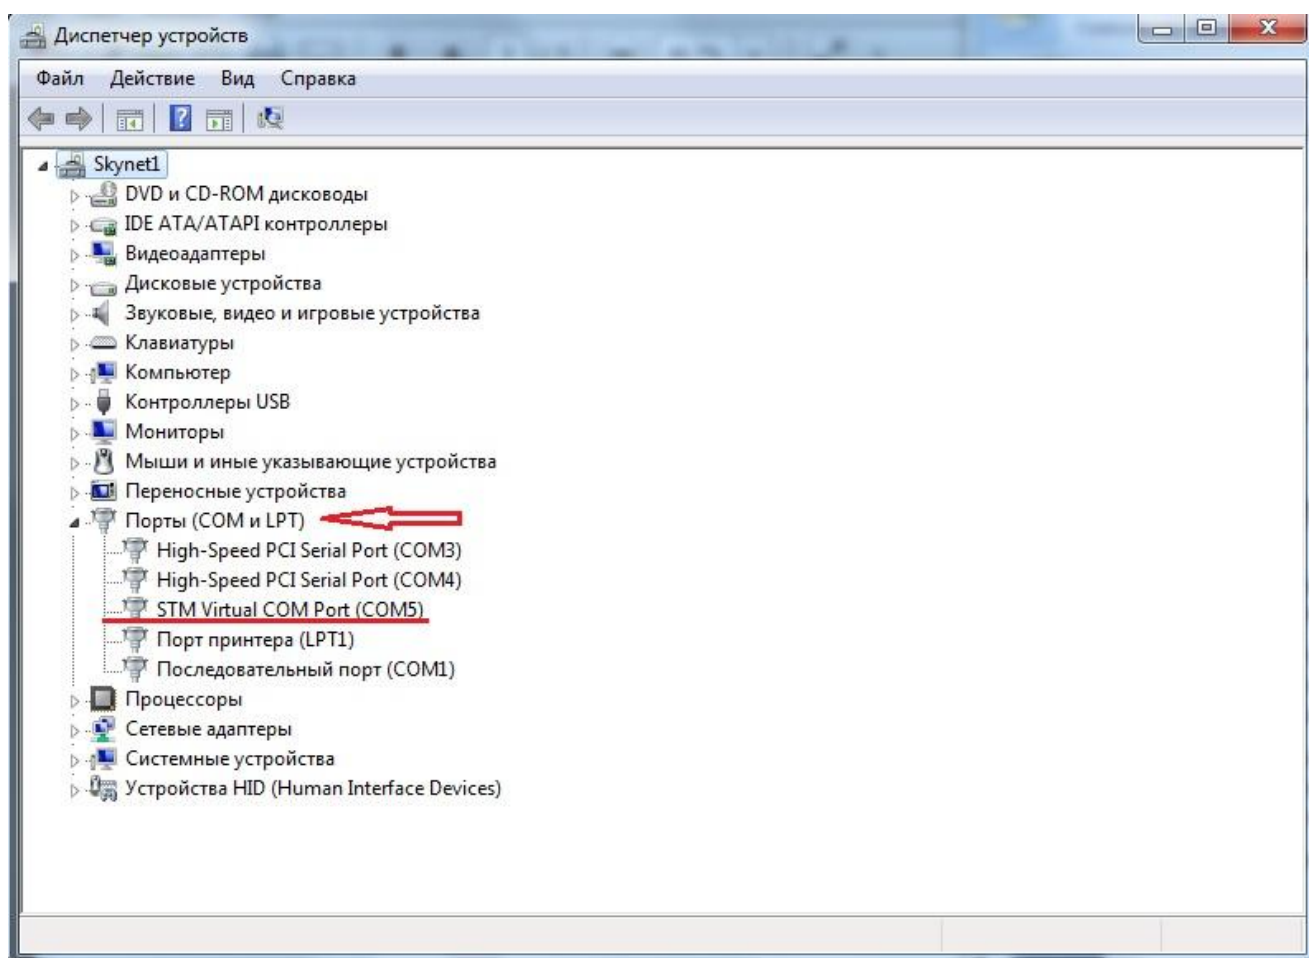 Диспетчер устройств
Файл Действие Вид Справка
Skynet1
DVD и CD-ROM дисководы
IDE ATA/ATAPI контроллеры
Видеоадаптеры
Дисковые устройства
Звуковые, видео и игровые устройства
Клавиатуры
Компьютер
Контроллеры USB
Мониторы
Мыши и иные указывающие устройства
Переносные устройства
Порты (COM и LPT)
High-Speed PCI Serial Port (COM3)
High-Speed PCI Serial Port (COM4)
STM Virtual COM Port (COM5)
Порт принтера (LPT1)
Последовательный порт (COM1)
Процессоры
Сетевые адаптеры
Системные устройства
Устройства HID (Human Interface Devices)